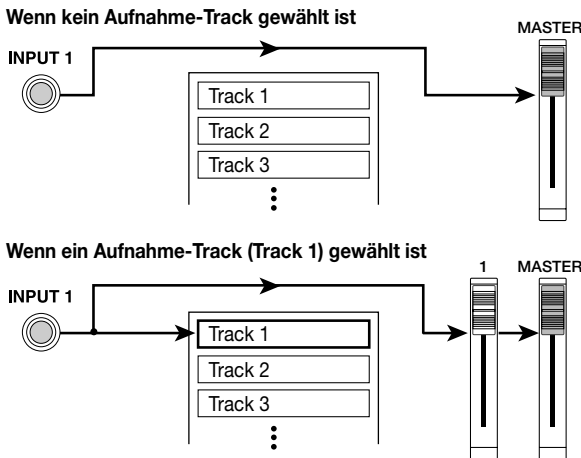 Wenn kein Aufnahme-Track gewählt ist
MASTER
INPUT 1
Track 1
Track 2
Track 3
Wenn ein Aufnahme-Track (Track 1) gewählt ist
1 MASTER
INPUT 1
Track 1
Track 2
Track 3